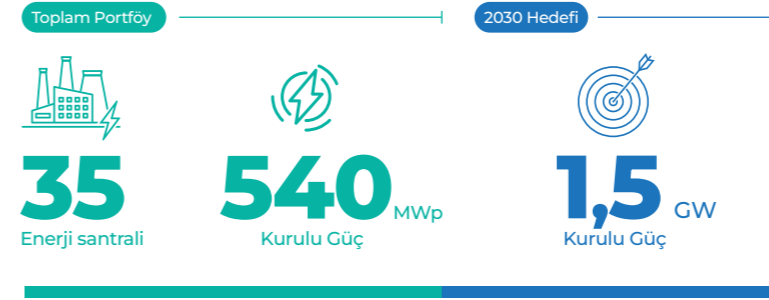 Toplam Portföy
2030 Hedefi
35
Enerji santrali
540 MWp
Kurulu Güç
1,5 GW
Kurulu Güç